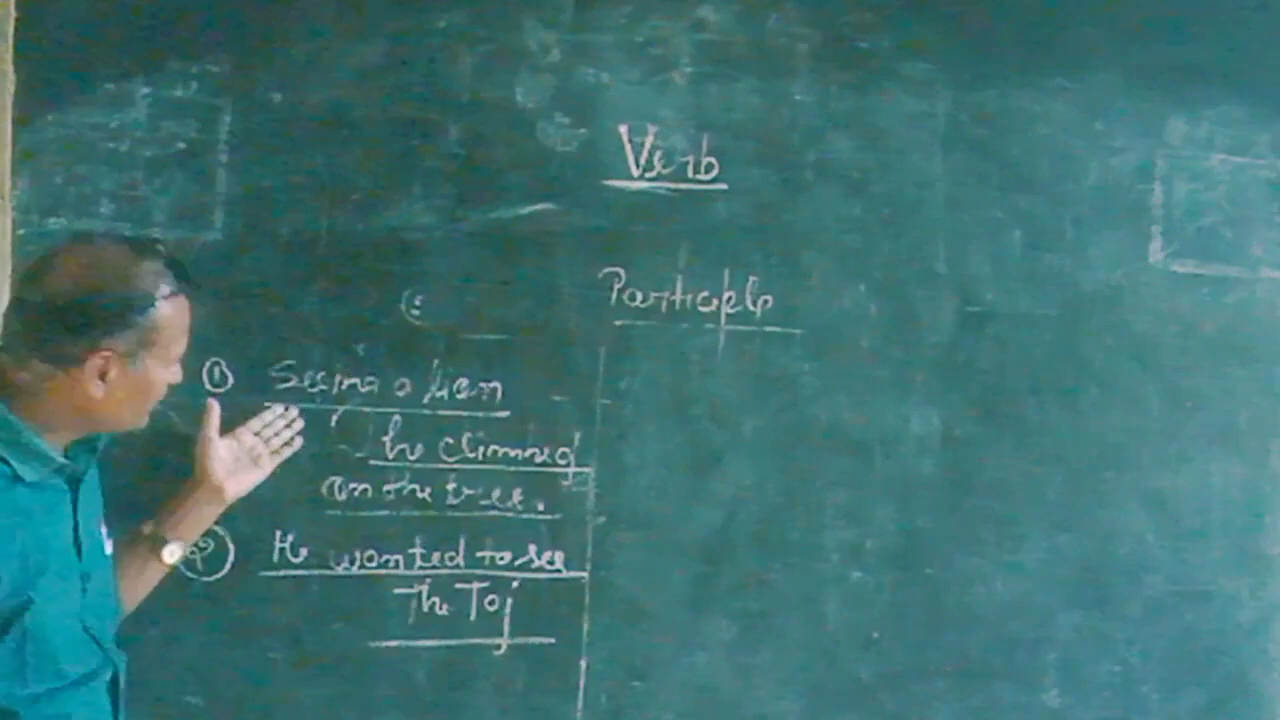 Verb
Participle
① Seeing a lion
he climbed
on the tree.
② He wanted to see
The Taj